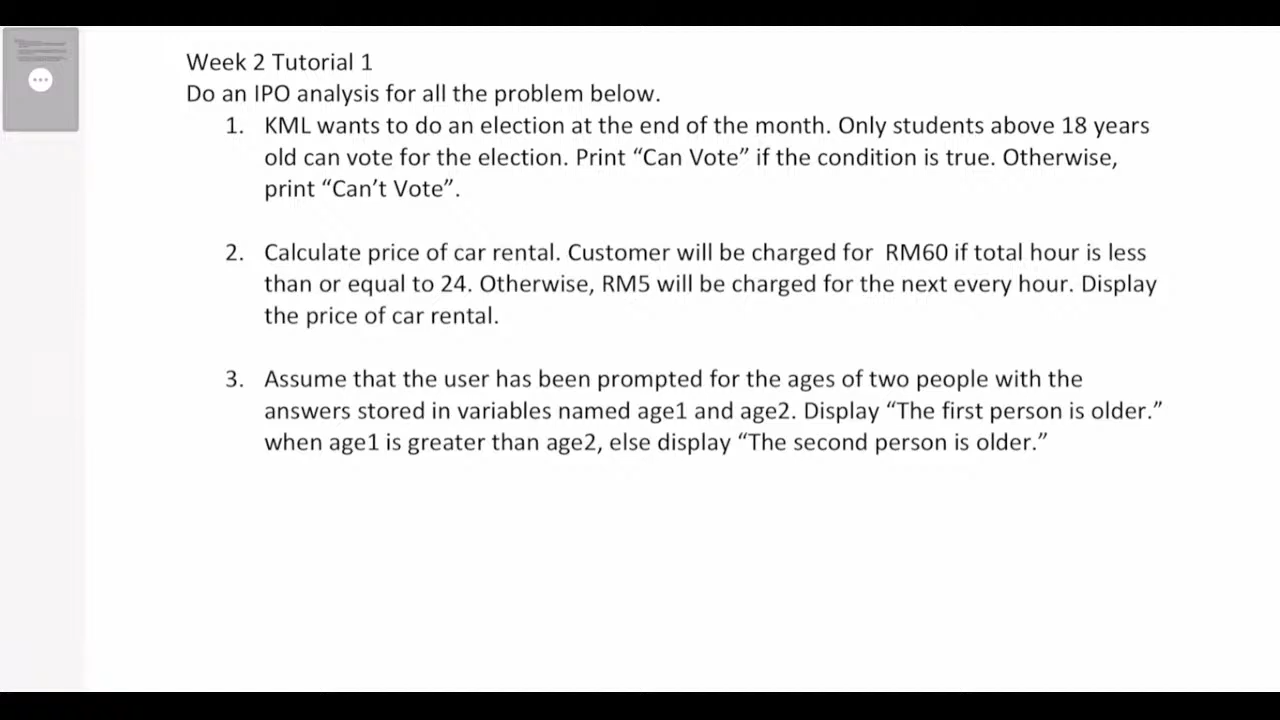 Week 2 Tutorial 1
Do an IPO analysis for all the problem below.
1. KML wants to do an election at the end of the month. Only students above 18 years
old can vote for the election. Print “Can Vote” if the condition is true. Otherwise,
print “Can’t Vote”.
2. Calculate price of car rental. Customer will be charged for  RM60 if total hour is less
than or equal to 24. Otherwise, RM5 will be charged for the next every hour. Display
the price of car rental.
3. Assume that the user has been prompted for the ages of two people with the
answers stored in variables named age1 and age2. Display “The first person is older.”
when age1 is greater than age2, else display “The second person is older.”